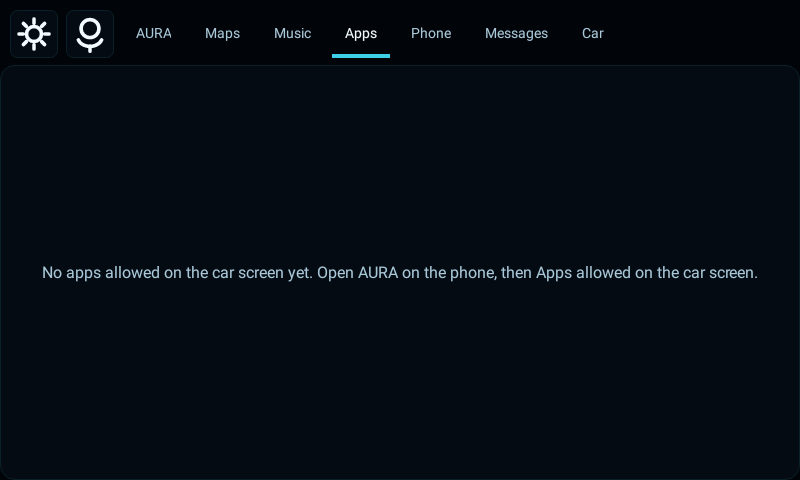 AURA Maps Music Apps Phone Messages Car
No apps allowed on the car screen yet. Open AURA on the phone, then Apps allowed on the car screen.